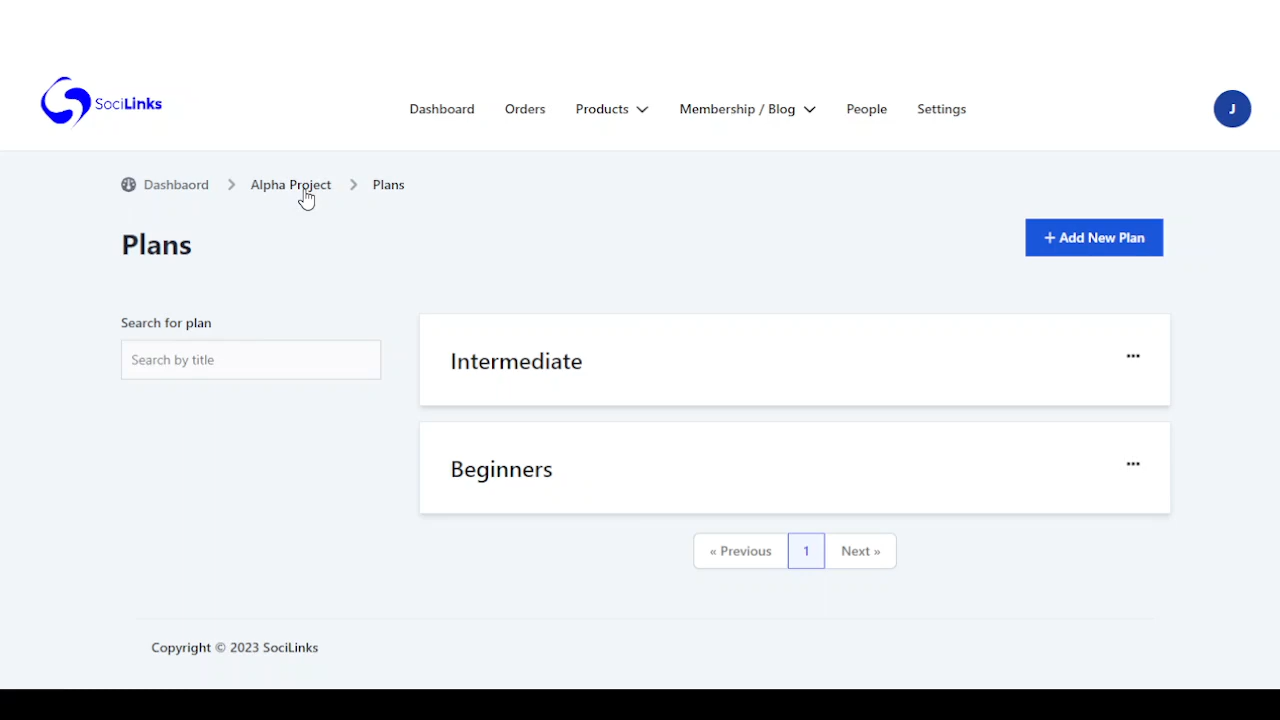 SociLinks
Dashboard Orders Products Membership / Blog People Settings
J
Dashbaord Alpha Project Plans
Plans
+ Add New Plan
Search for plan
Search by title
Intermediate
Beginners
« Previous 1 Next »
Copyright © 2023 SociLinks